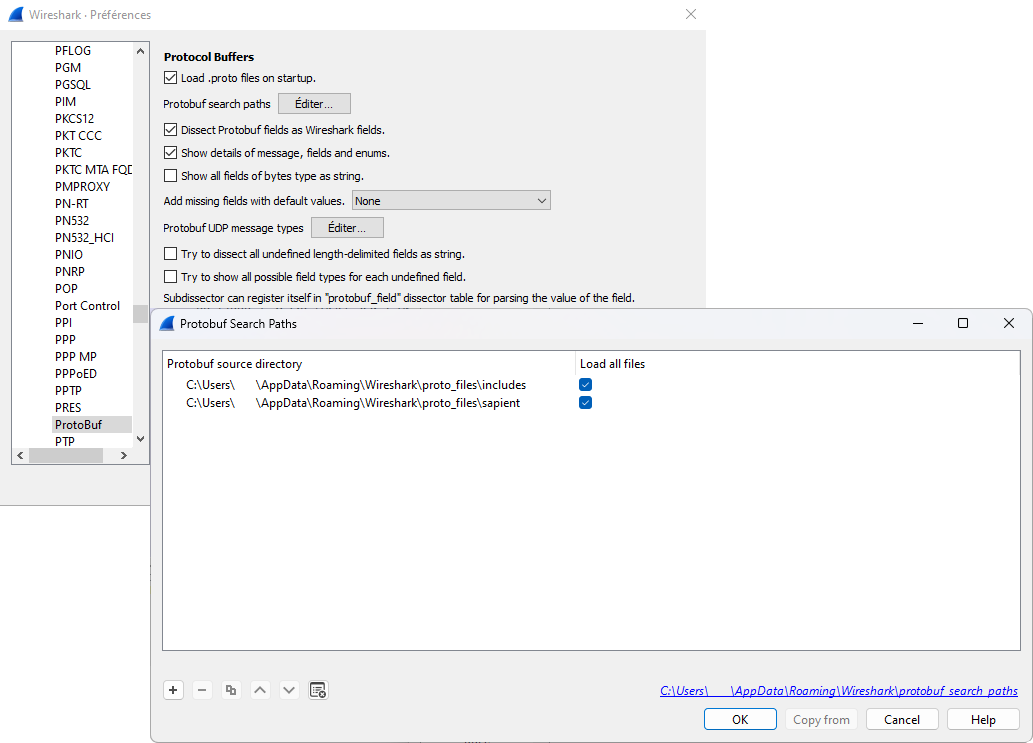 Wireshark · Préférences
PFLOG
PGM
PGSQL
PIM
PKCS12
PKT CCC
PKTC
PKTC MTA FQD
PMPROXY
PN-RT
PN532
PN532_HCI
PNIO
PNRP
POP
Port Control
PPI
PPP
PPP MP
PPPoED
PPTP
PRES
ProtoBuf
PTP
Protocol Buffers
Load .proto files on startup.
Protobuf search paths Éditer...
Dissect Protobuf fields as Wireshark fields.
Show details of message, fields and enums.
Show all fields of bytes type as string.
Add missing fields with default values. None
Protobuf UDP message types Éditer...
Try to dissect all undefined length-delimited fields as string.
Try to show all possible field types for each undefined field.
Subdissector can register itself in "protobuf_field" dissector table for parsing the value of the field.
Protobuf Search Paths
Protobuf source directory Load all files
C:\Users\ \AppData\Roaming\Wireshark\proto_files\includes
C:\Users\ \AppData\Roaming\Wireshark\proto_files\sapient
C:\Users\ \AppData\Roaming\Wireshark\protobuf_search_paths
OK Copy from Cancel Help